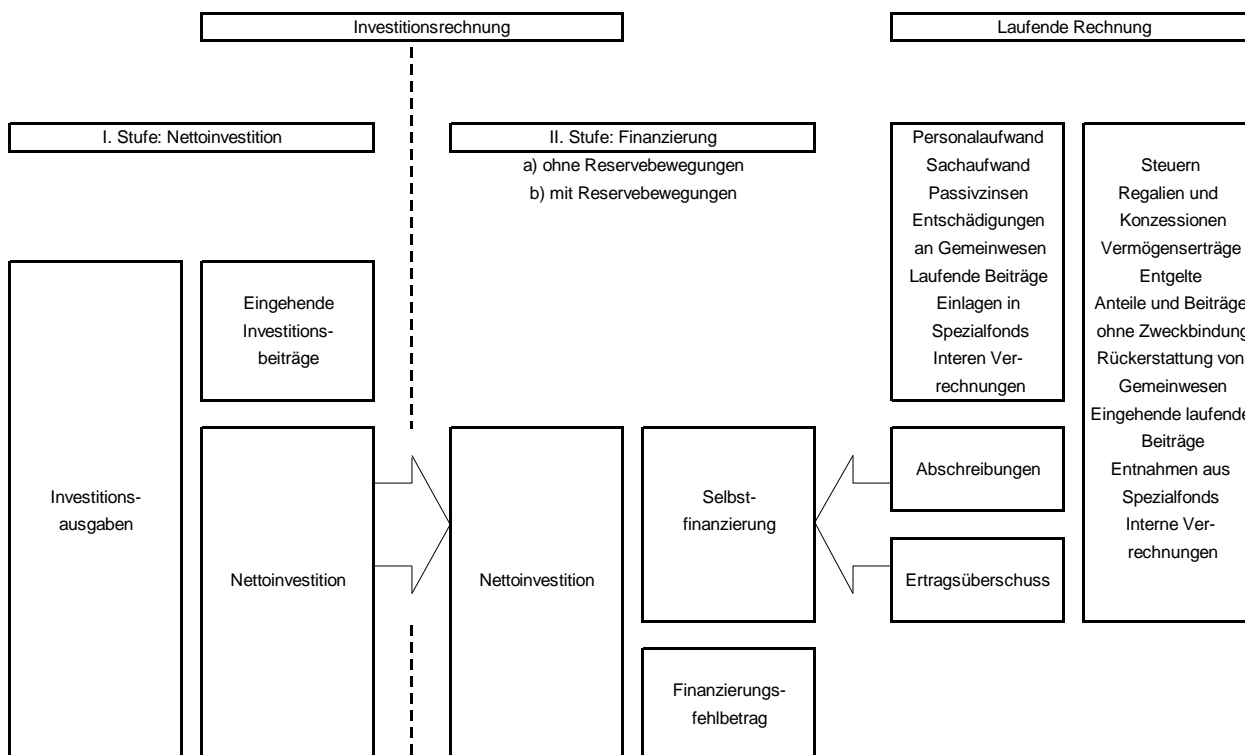 Investitionsrechnung
Laufende Rechnung
I. Stufe: Nettoinvestition
II. Stufe: Finanzierung
a) ohne Reservebewegungen
b) mit Reservebewegungen
Investitions-
ausgaben
Eingehende
Investitions-
beiträge
Nettoinvestition
Nettoinvestition
Selbst-
finanzierung
Finanzierungs-
fehlbetrag
Personalaufwand
Sachaufwand
Passivzinsen
Entschädigungen
an Gemeinwesen
Laufende Beiträge
Einlagen in
Spezialfonds
Interen Ver-
rechnungen
Abschreibungen
Ertragsüberschuss
Steuern
Regalien und
Konzessionen
Vermögenserträge
Entgelte
Anteile und Beiträge
ohne Zweckbindung
Rückerstattung von
Gemeinwesen
Eingehende laufende
Beiträge
Entnahmen aus
Spezialfonds
Interne Ver-
rechnungen